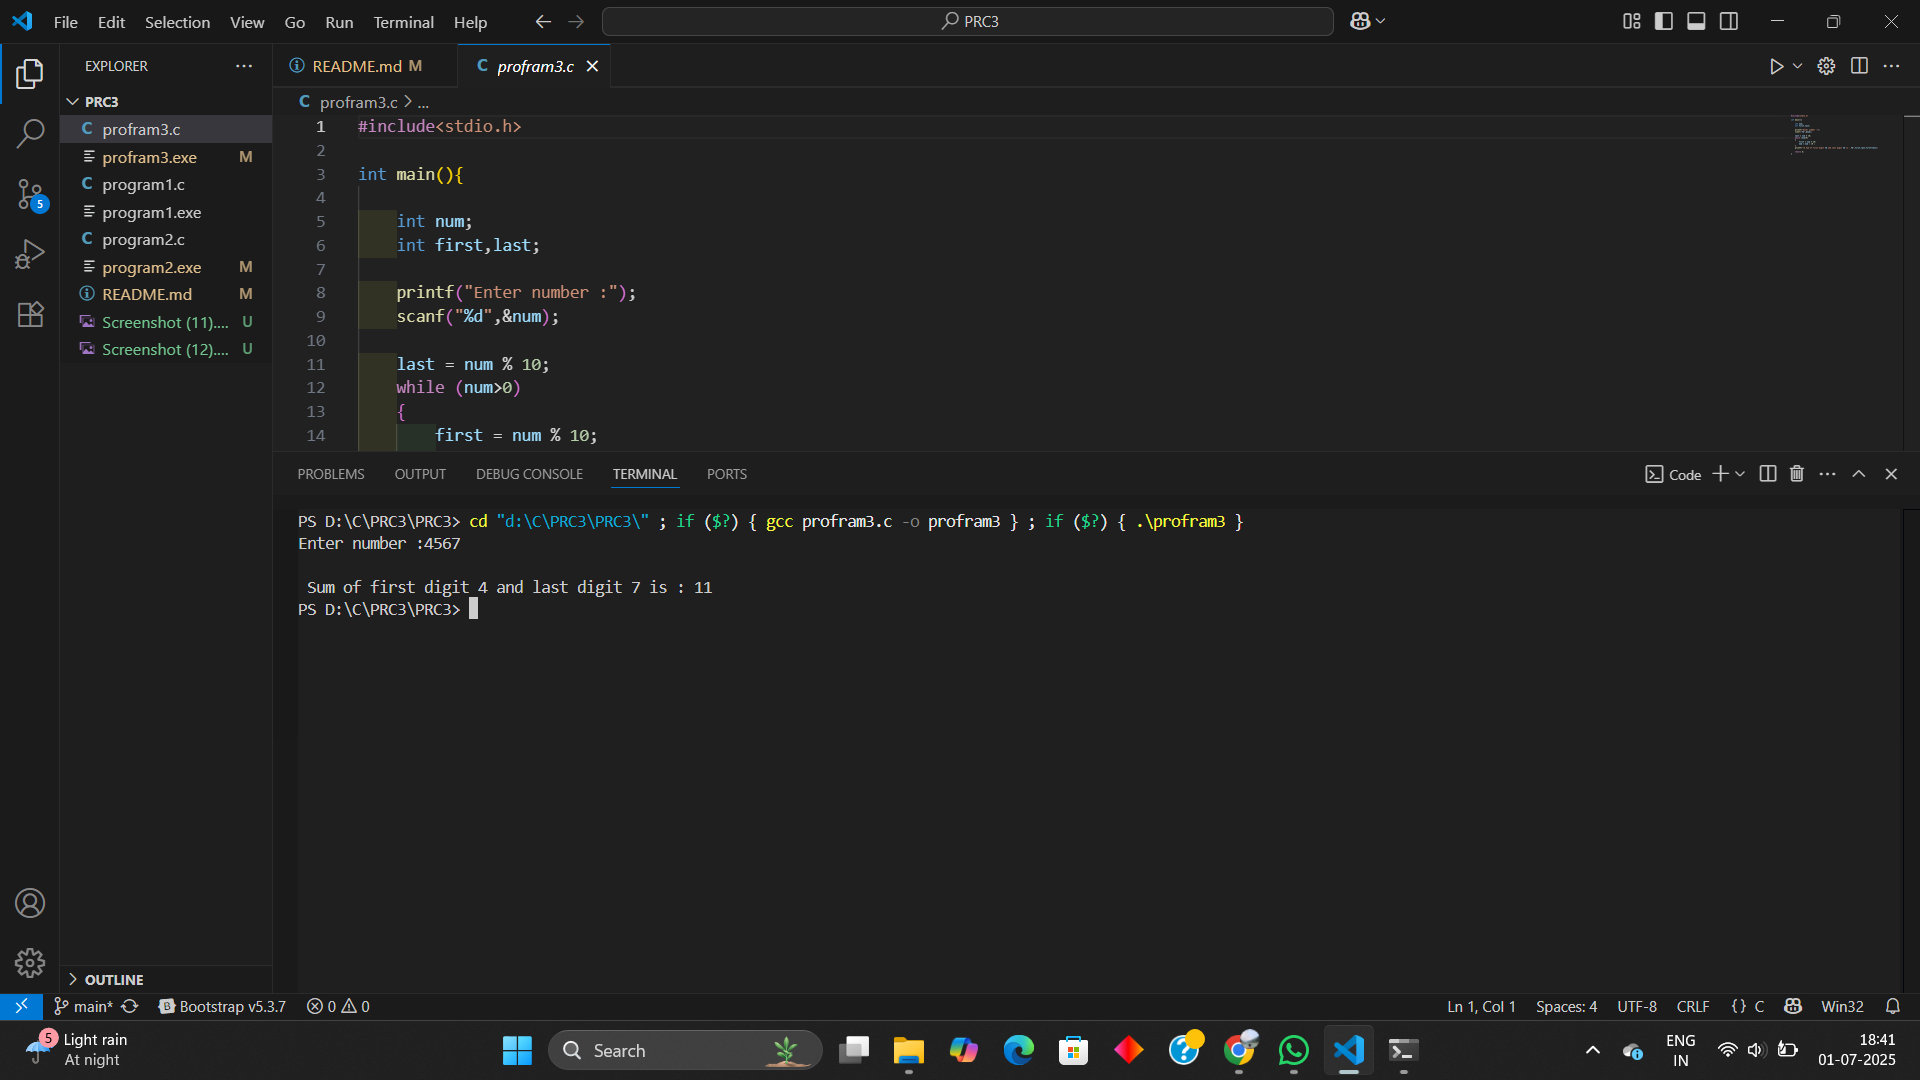 File Edit Selection View Go Run Terminal Help
PRC3
EXPLORER
PRC3
profram3.c
profram3.exe M
program1.c
program1.exe
program2.c
program2.exe M
README.md M
Screenshot (11).... U
Screenshot (12).... U
OUTLINE
README.md M
profram3.c
profram3.c > ...
1 #include<stdio.h>
2
3 int main(){
4
5 int num;
6 int first,last;
7
8 printf("Enter number :");
9 scanf("%d",&num);
10
11 last = num % 10;
12 while (num>0)
13 {
14 first = num % 10;
PROBLEMS OUTPUT DEBUG CONSOLE TERMINAL PORTS
Code
PS D:\C\PRC3\PRC3> cd "d:\C\PRC3\PRC3\" ; if ($?) { gcc profram3.c -o profram3 } ; if ($?) { .\profram3 }
Enter number :4567
Sum of first digit 4 and last digit 7 is : 11
PS D:\C\PRC3\PRC3>
5
main* Bootstrap v5.3.7 0 0
Ln 1, Col 1 Spaces: 4 UTF-8 CRLF {} C Win32
5
Light rain
At night
Search
ENG
IN
18:41
01-07-2025